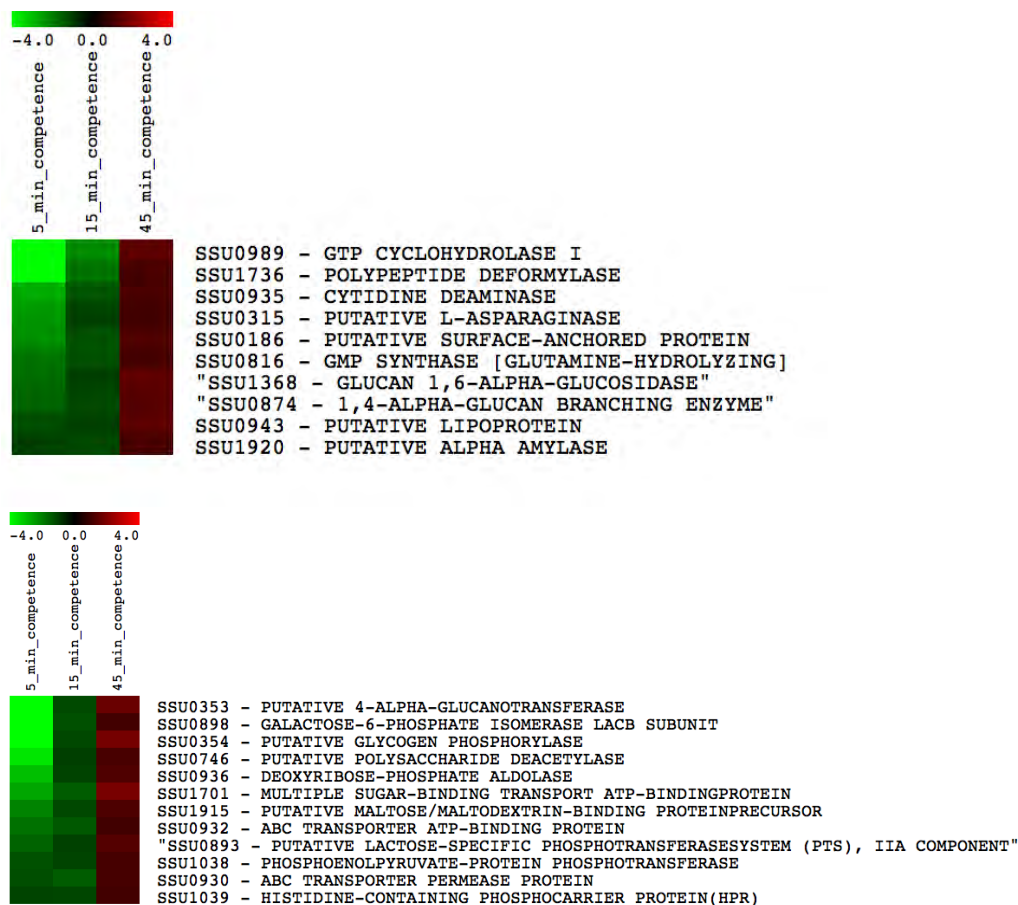 -4.0 0.0 4.0
5_min_competence
15_min_competence
45_min_competence
SSU0989 - GTP CYCLOHYDROLASE I
SSU1736 - POLYPEPTIDE DEFORMYLASE
SSU0935 - CYTIDINE DEAMINASE
SSU0315 - PUTATIVE L-ASPARAGINASE
SSU0186 - PUTATIVE SURFACE-ANCHORED PROTEIN
SSU0816 - GMP SYNTHASE [GLUTAMINE-HYDROLYZING]
"SSU1368 - GLUCAN 1,6-ALPHA-GLUCOSIDASE"
"SSU0874 - 1,4-ALPHA-GLUCAN BRANCHING ENZYME"
SSU0943 - PUTATIVE LIPOPROTEIN
SSU1920 - PUTATIVE ALPHA AMYLASE
-4.0 0.0 4.0
5_min_competence
15_min_competence
45_min_competence
SSU0353 - PUTATIVE 4-ALPHA-GLUCANOTRANSFERASE
SSU0898 - GALACTOSE-6-PHOSPHATE ISOMERASE LACB SUBUNIT
SSU0354 - PUTATIVE GLYCOGEN PHOSPHORYLASE
SSU0746 - PUTATIVE POLYSACCHARIDE DEACETYLASE
SSU0936 - DEOXYRIBOSE-PHOSPHATE ALDOLASE
SSU1701 - MULTIPLE SUGAR-BINDING TRANSPORT ATP-BINDINGPROTEIN
SSU1915 - PUTATIVE MALTOSE/MALTODEXTRIN-BINDING PROTEINPRECURSOR
SSU0932 - ABC TRANSPORTER ATP-BINDING PROTEIN
"SSU0893 - PUTATIVE LACTOSE-SPECIFIC PHOSPHOTRANSFERASESYSTEM (PTS), IIA COMPONENT"
SSU1038 - PHOSPHOENOLPYRUVATE-PROTEIN PHOSPHOTRANSFERASE
SSU0930 - ABC TRANSPORTER PERMEASE PROTEIN
SSU1039 - HISTIDINE-CONTAINING PHOSPHOCARRIER PROTEIN(HPR)